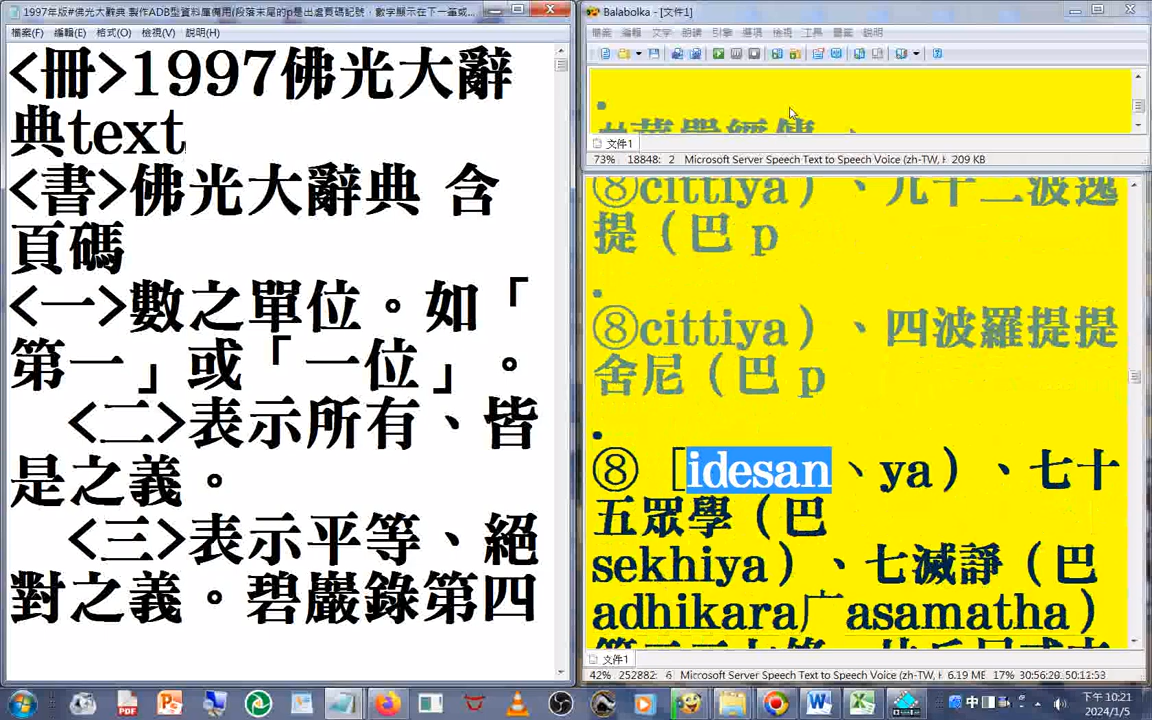 1997年版#佛光大辭典 製作ADB型資料庫備用(段落末尾的p是出處頁碼記號，數字顯示在下一筆或...
檔案(F) 編輯(E) 格式(O) 檢視(V) 說明(H)
<冊>1997佛光大辭
典text
<書>佛光大辭典 含
頁碼
<一>數之單位。如「
第一」或「一位」。
<二>表示所有、皆
是之義。
<三>表示平等、絕
對之義。碧巖錄第四
Balabolka - [文件1]
檔案 編輯 文字 朗讀 引擎 選項 檢視 工具 圖籤 說明
#華嚴經傳、
文件1
73% 18848: 2 Microsoft Server Speech Text to Speech Voice (zh-TW, H 209 KB
⑧cittiya）、九十二波逸
提（巴 p
⑧cittiya）、四波羅提提
舍尼（巴 p
⑧［idesan、ya）、七十
五眾學（巴
sekhiya）、七滅諍（巴
adhikara广asamatha）
文件1
42% 252882: 6 Microsoft Server Speech Text to Speech Voice (zh-TW, H 6.19 MB 17% 30:56:20 50:12:53
下午 10:21
2024/1/5